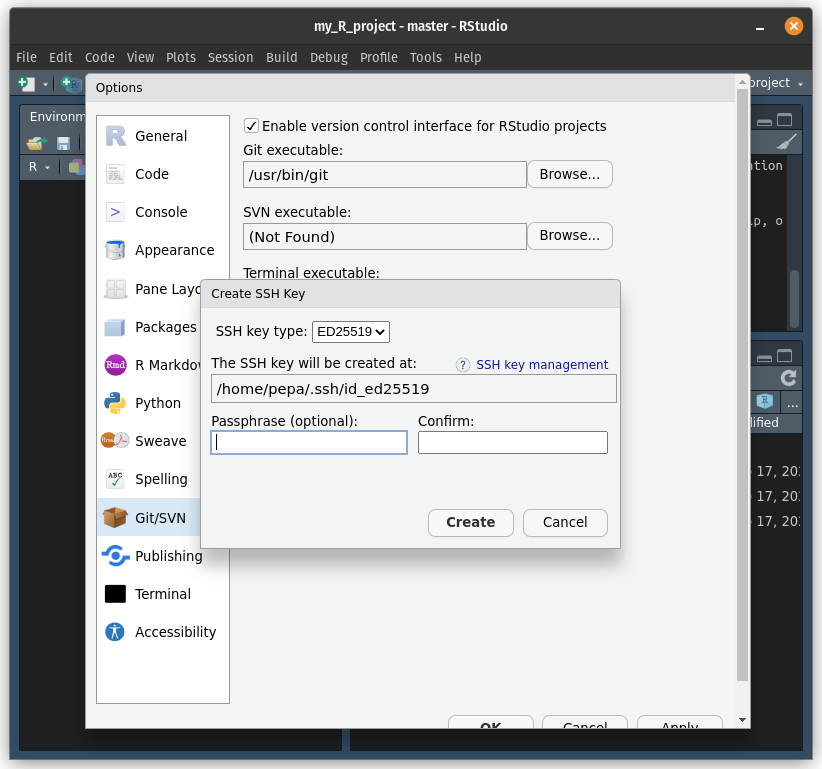 my_R_project - master - RStudio
File Edit Code View Plots Session Build Debug Profile Tools Help
project
Options
Environm
R
General
Code
Console
Appearance
Pane Layo
Packages
R Markdo
Python
Sweave
ABC
Spelling
Git/SVN
Publishing
Terminal
Accessibility
Enable version control interface for RStudio projects
Git executable:
/usr/bin/git Browse...
SVN executable:
(Not Found) Browse...
Terminal executable:
Create SSH Key
SSH key type: ED25519
The SSH key will be created at: ? SSH key management
/home/pepa/.ssh/id_ed25519
Passphrase (optional): Confirm:
Create Cancel
OK Cancel Apply
ation
lp, o
...
lified
17, 20
17, 20
17, 20